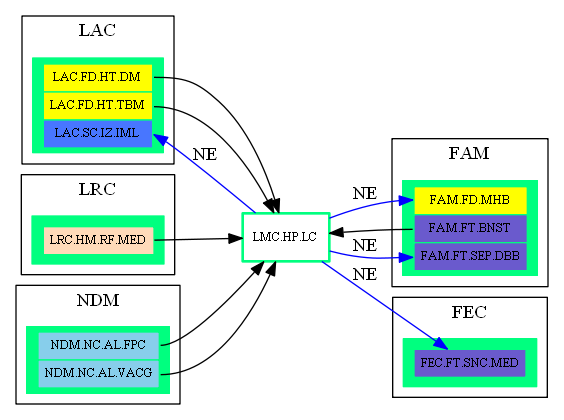 LAC
LAC.FD.HT.DM
LAC.FD.HT.TBM
LAC.SC.IZ.IML
NE
LRC
LRC.HM.RF.MED
NDM
NDM.NC.AL.FPC
NDM.NC.AL.VACG
LMC.HP.LC
FAM
NE
FAM.FD.MHB
FAM.FT.BNST
NE
FAM.FT.SEP.DBB
NE
FEC
FEC.FT.SNC.MED